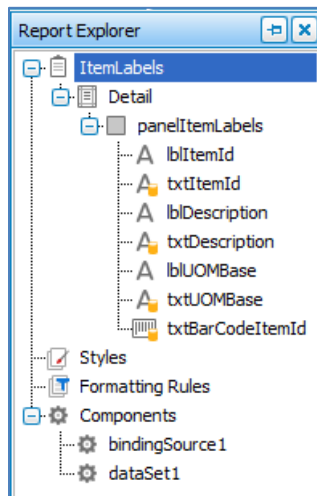 Report Explorer
ItemLabels
Detail
panelItemLabels
lblItemId
txtItemId
lblDescription
txtDescription
lblUOMBase
txtUOMBase
txtBarCodeItemId
Styles
Formatting Rules
Components
bindingSource1
dataSet1